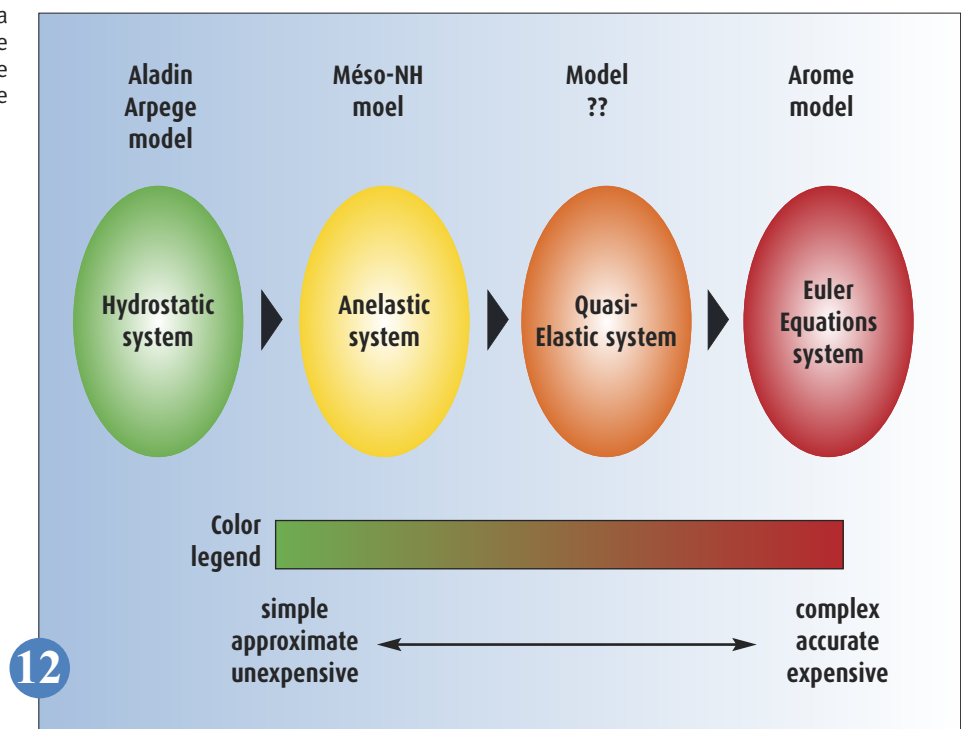 a
e
e
e
Aladin
Arpege
model
Méso-NH
moel
Model
??
Arome
model
Hydrostatic
system
Anelastic
system
Quasi-
Elastic system
Euler
Equations
system
Color
legend
simple
approximate
unexpensive
complex
accurate
expensive
12